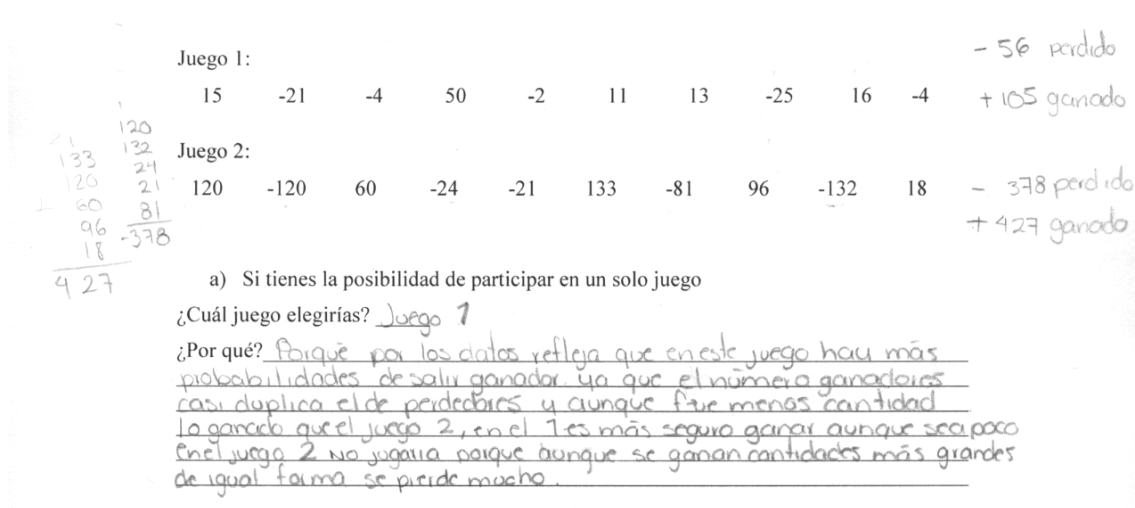 - 56 perdido
Juego 1:
15 -21 -4 50 -2 11 13 -25 16 -4
+ 105 ganado
120
132
24
21
81
-378
1
133
120
60
96
18
427
Juego 2:
120 -120 60 -24 -21 133 -81 96 -132 18
- 378 perdido
+ 427 ganado
a) Si tienes la posibilidad de participar en un solo juego
¿Cuál juego elegirías? Juego 1
¿Por qué? Porque por los datos refleja que en este juego hay más
probabilidades de salir ganador ya que el número ganadores
casi duplica el de perdedores y aunque fue menos cantidad
lo ganado que el juego 2, en el 1 es más seguro ganar aunque sea poco
en el juego 2 no jugaria porque aunque se ganan cantidades más grandes
de igual forma se pierde mucho.